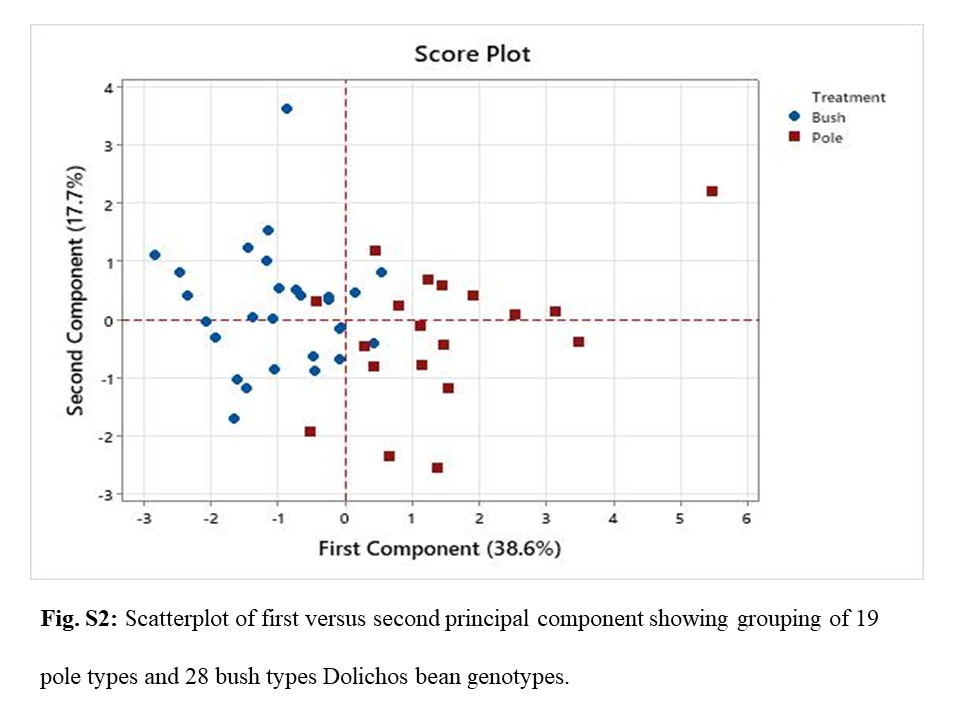 Score Plot
Treatment
Bush
Pole
Second Component (17.7%)
4
3
2
1
0
-1
-2
-3
-3 -2 -1 0 1 2 3 4 5 6
First Component (38.6%)
Fig. S2: Scatterplot of first versus second principal component showing grouping of 19
pole types and 28 bush types Dolichos bean genotypes.